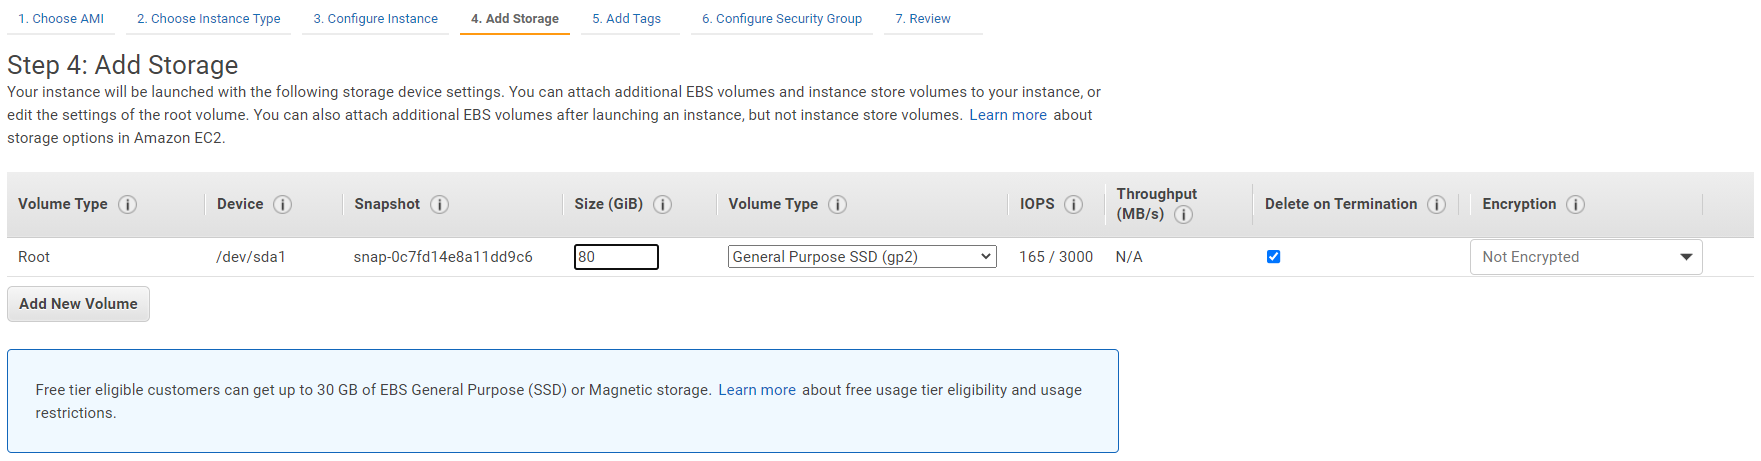 1. Choose AMI 2. Choose Instance Type 3. Configure Instance 4. Add Storage 5. Add Tags 6. Configure Security Group 7. Review
Step 4: Add Storage
Your instance will be launched with the following storage device settings. You can attach additional EBS volumes and instance store volumes to your instance, or
edit the settings of the root volume. You can also attach additional EBS volumes after launching an instance, but not instance store volumes. Learn more about
storage options in Amazon EC2.
Volume Type i Device i Snapshot i Size (GiB) i Volume Type i IOPS i Throughput (MB/s) i Delete on Termination i Encryption i
Root /dev/sda1 snap-0c7fd14e8a11dd9c6 80 General Purpose SSD (gp2) 165 / 3000 N/A Not Encrypted
Add New Volume
Free tier eligible customers can get up to 30 GB of EBS General Purpose (SSD) or Magnetic storage. Learn more about free usage tier eligibility and usage
restrictions.